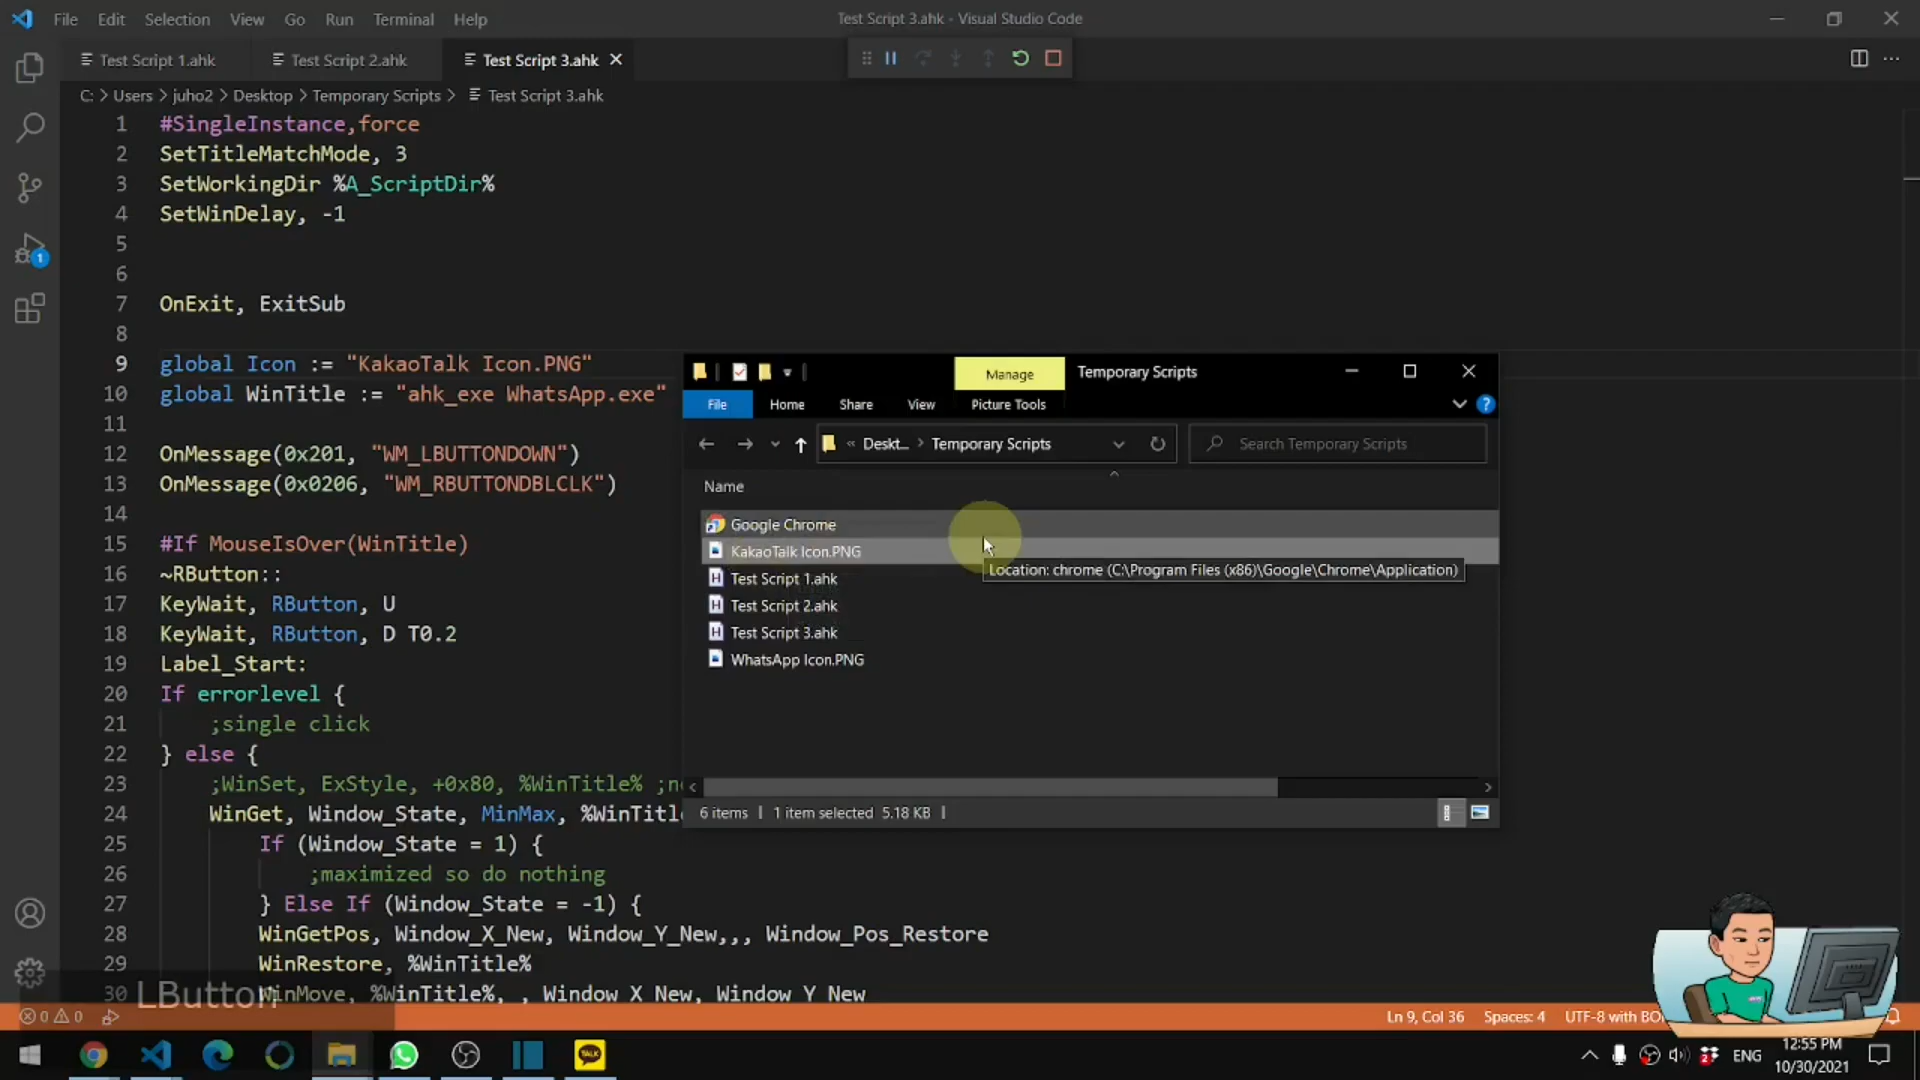 File Edit Selection View Go Run Terminal Help
Test Script 3.ahk - Visual Studio Code
Test Script 1.ahk
Test Script 2.ahk
Test Script 3.ahk
C: > Users > juho2 > Desktop > Temporary Scripts > Test Script 3.ahk
1 #SingleInstance,force
2 SetTitleMatchMode, 3
3 SetWorkingDir %A_ScriptDir%
4 SetWinDelay, -1
5
6
7 OnExit, ExitSub
8
9 global Icon := "KakaoTalk Icon.PNG"
10 global WinTitle := "ahk_exe WhatsApp.exe"
11
12 OnMessage(0x201, "WM_LBUTTONDOWN")
13 OnMessage(0x0206, "WM_RBUTTONDBLCLK")
14
15 #If MouseIsOver(WinTitle)
16 ~RButton::
17 KeyWait, RButton, U
18 KeyWait, RButton, D T0.2
19 Label_Start:
20 If errorlevel {
21 ;single click
22 } else {
23 ;WinSet, ExStyle, +0x80, %WinTitle%
24 WinGet, Window_State, MinMax, %WinTitl
25 If (Window_State = 1) {
26 ;maximized so do nothing
27 } Else If (Window_State = -1) {
28 WinGetPos, Window_X_New, Window_Y_New,,, Window_Pos_Restore
29 WinRestore, %WinTitle%
30 WinMove, %WinTitle%, , Window_X_New, Window_Y_New
Manage
Temporary Scripts
File Home Share View Picture Tools
« Deskt... > Temporary Scripts
Search Temporary Scripts
Name
Google Chrome
KakaoTalk Icon.PNG
Location: chrome (C:\Program Files (x86)\Google\Chrome\Application)
Test Script 1.ahk
Test Script 2.ahk
Test Script 3.ahk
WhatsApp Icon.PNG
6 items 1 item selected 5.18 KB
1
LButton
0 0
Ln 9, Col 36 Spaces: 4 UTF-8 with BO
TALK
2
ENG
12:55 PM
10/30/2021